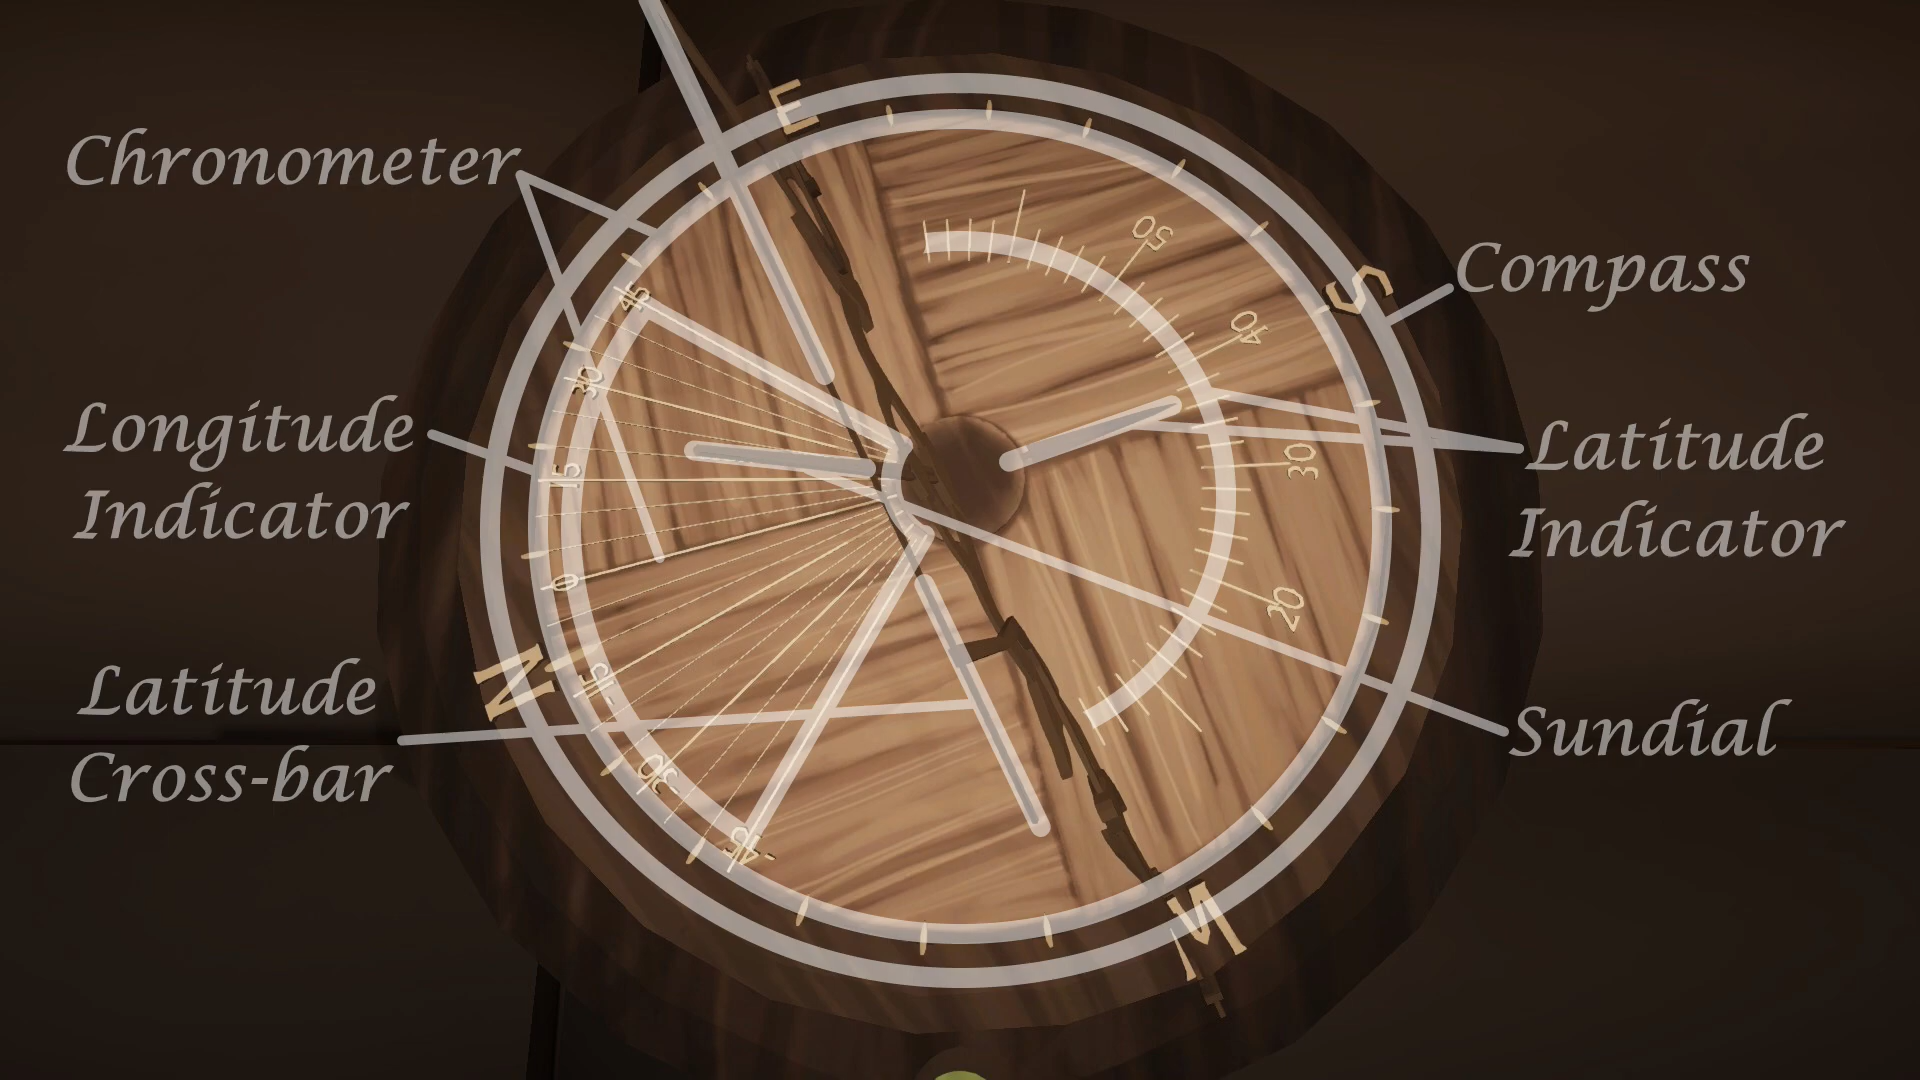 Chronometer
Longitude
Indicator
Latitude
Cross-bar
Compass
Latitude
Indicator
Sundial
E
S
W
N
50
40
30
20
45
30
15
0
-15
-30
-45